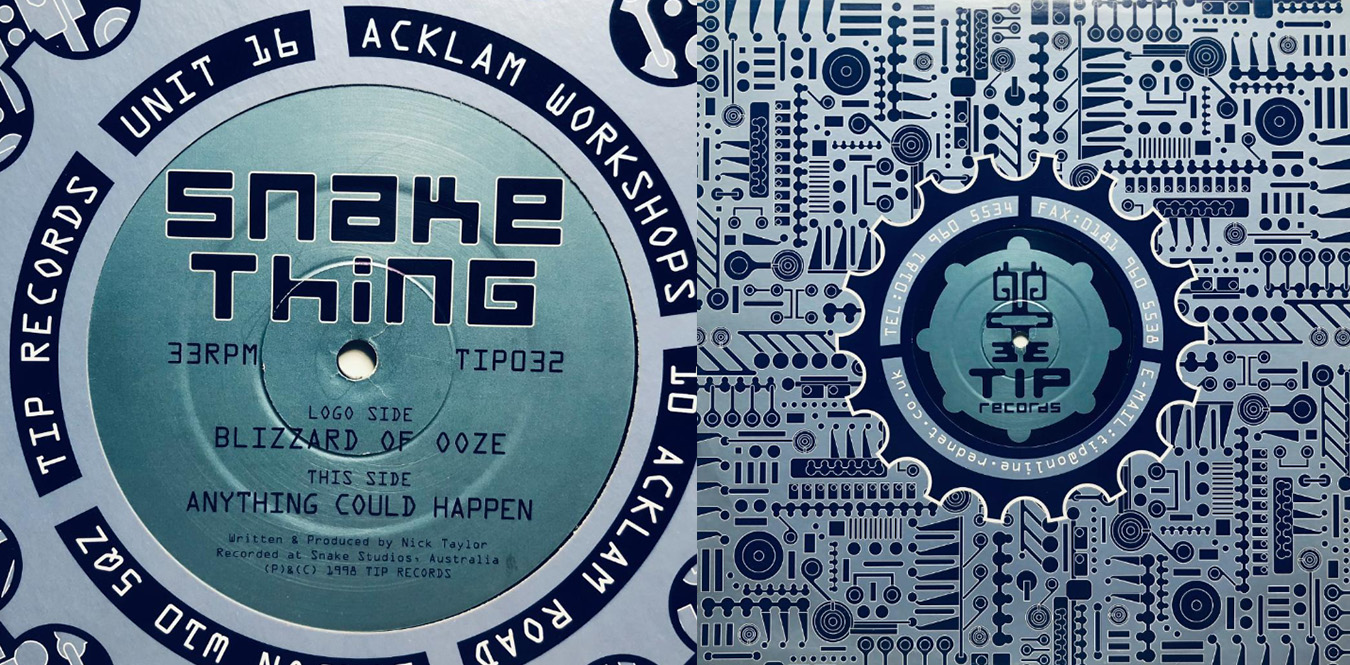 TIP RECORDS
UNIT 16
ACKLAM WORKSHOPS
10 ACKLAM ROAD
W10 5QZ
snake
Thing
33RPM
TIP032
LOGO SIDE
BLIZZARD OF OOZE
THIS SIDE
ANYTHING COULD HAPPEN
Written & Produced by Nick Taylor
Recorded at Snake Studios, Australia
(P)&(C) 1998 TIP RECORDS
TEL:0181 960 5534
FAX:0181 960 5538
E-MAIL:tip@online.rednet.co.uk
TIP
records